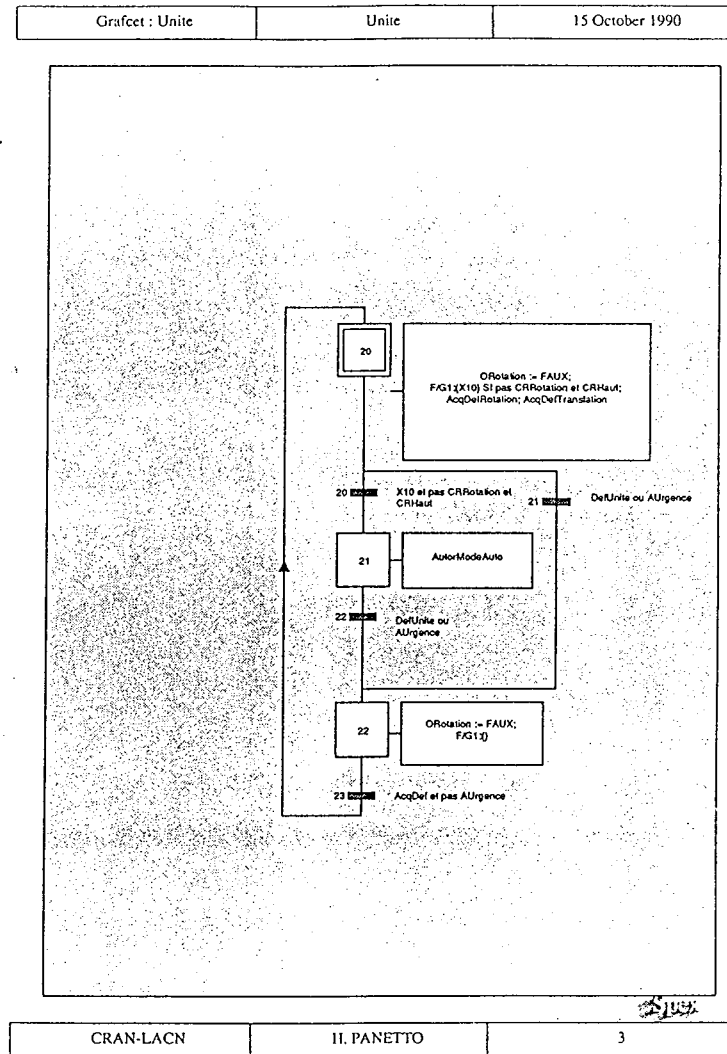 Grafcet : Unite
Unite
15 October 1990
20
ORotation := FAUX;
F/G1:{X10} SI pas CRRotation et CRHaut;
AcqDefRotation; AcqDefTranslation
20
X10 et pas CRRotation et
CRHaut
21
DefUnite ou AUrgence
21
AutorModeAuto
22
DefUnite ou
AUrgence
22
ORotation := FAUX;
F/G1:{}
23
AcqDef et pas AUrgence
CRAN-LACN
H. PANETTO
3